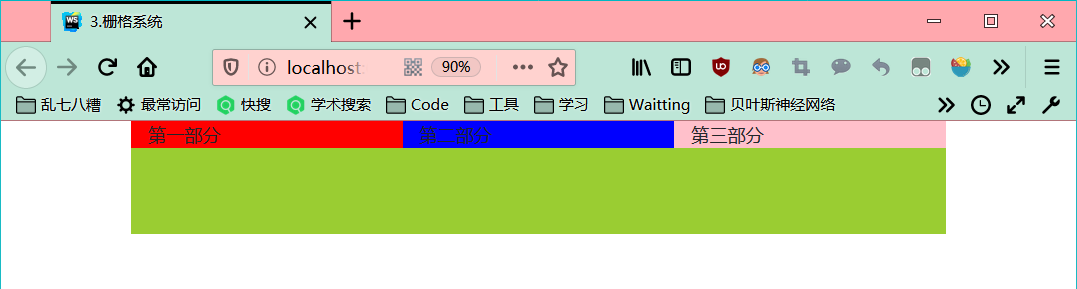 WS 3.栅格系统
localhost: 90%
乱七八糟 最常访问 快搜 学术搜索 Code 工具 学习 Waitting 贝叶斯神经网络
第一部分 第二部分 第三部分